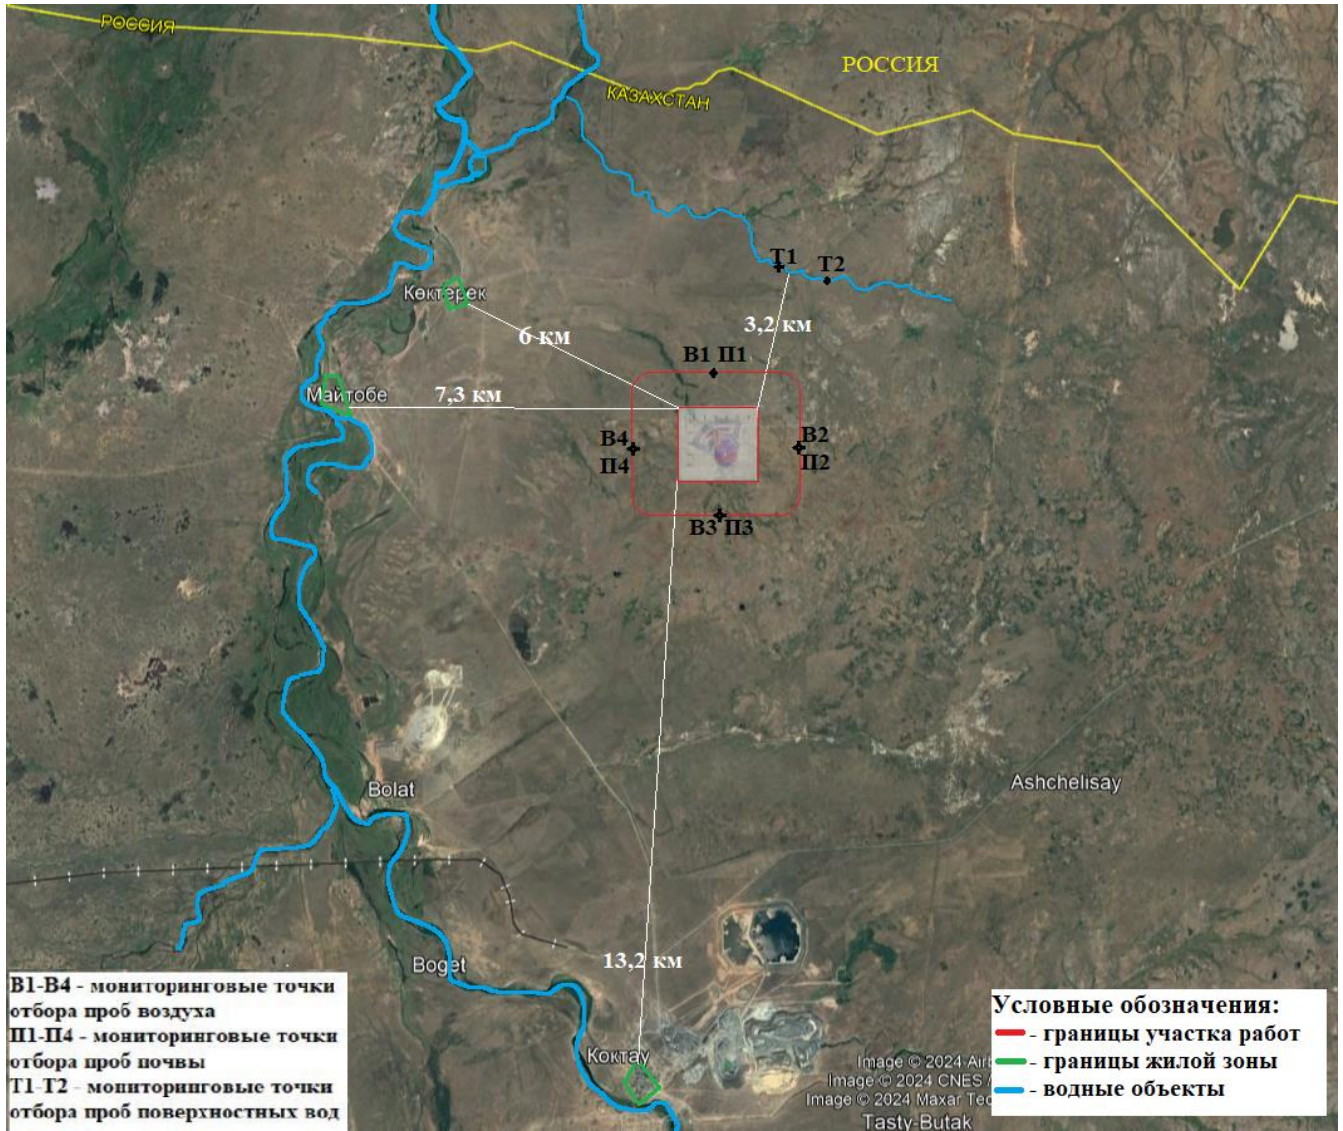 РОССИЯ
РОССИЯ
КАЗАХСТАН
Т1
Т2
Көктерек
3,2 км
6 км
В1 П1
Майтобе
7,3 км
В4
П4
В2
П2
В3 П3
Ashchelisay
Bolat
13,2 км
Boget
Коктау
В1-В4 - мониторинговые точки
отбора проб воздуха
П1-П4 - мониторинговые точки
отбора проб почвы
Т1-Т2 - мониторинговые точки
отбора проб поверхностных вод
Условные обозначения:
- границы участка работ
- границы жилой зоны
- водные объекты
Image © 2024 Airb
Image © 2024 CNES /
Image © 2024 Maxar Tec
Tasty-Butak